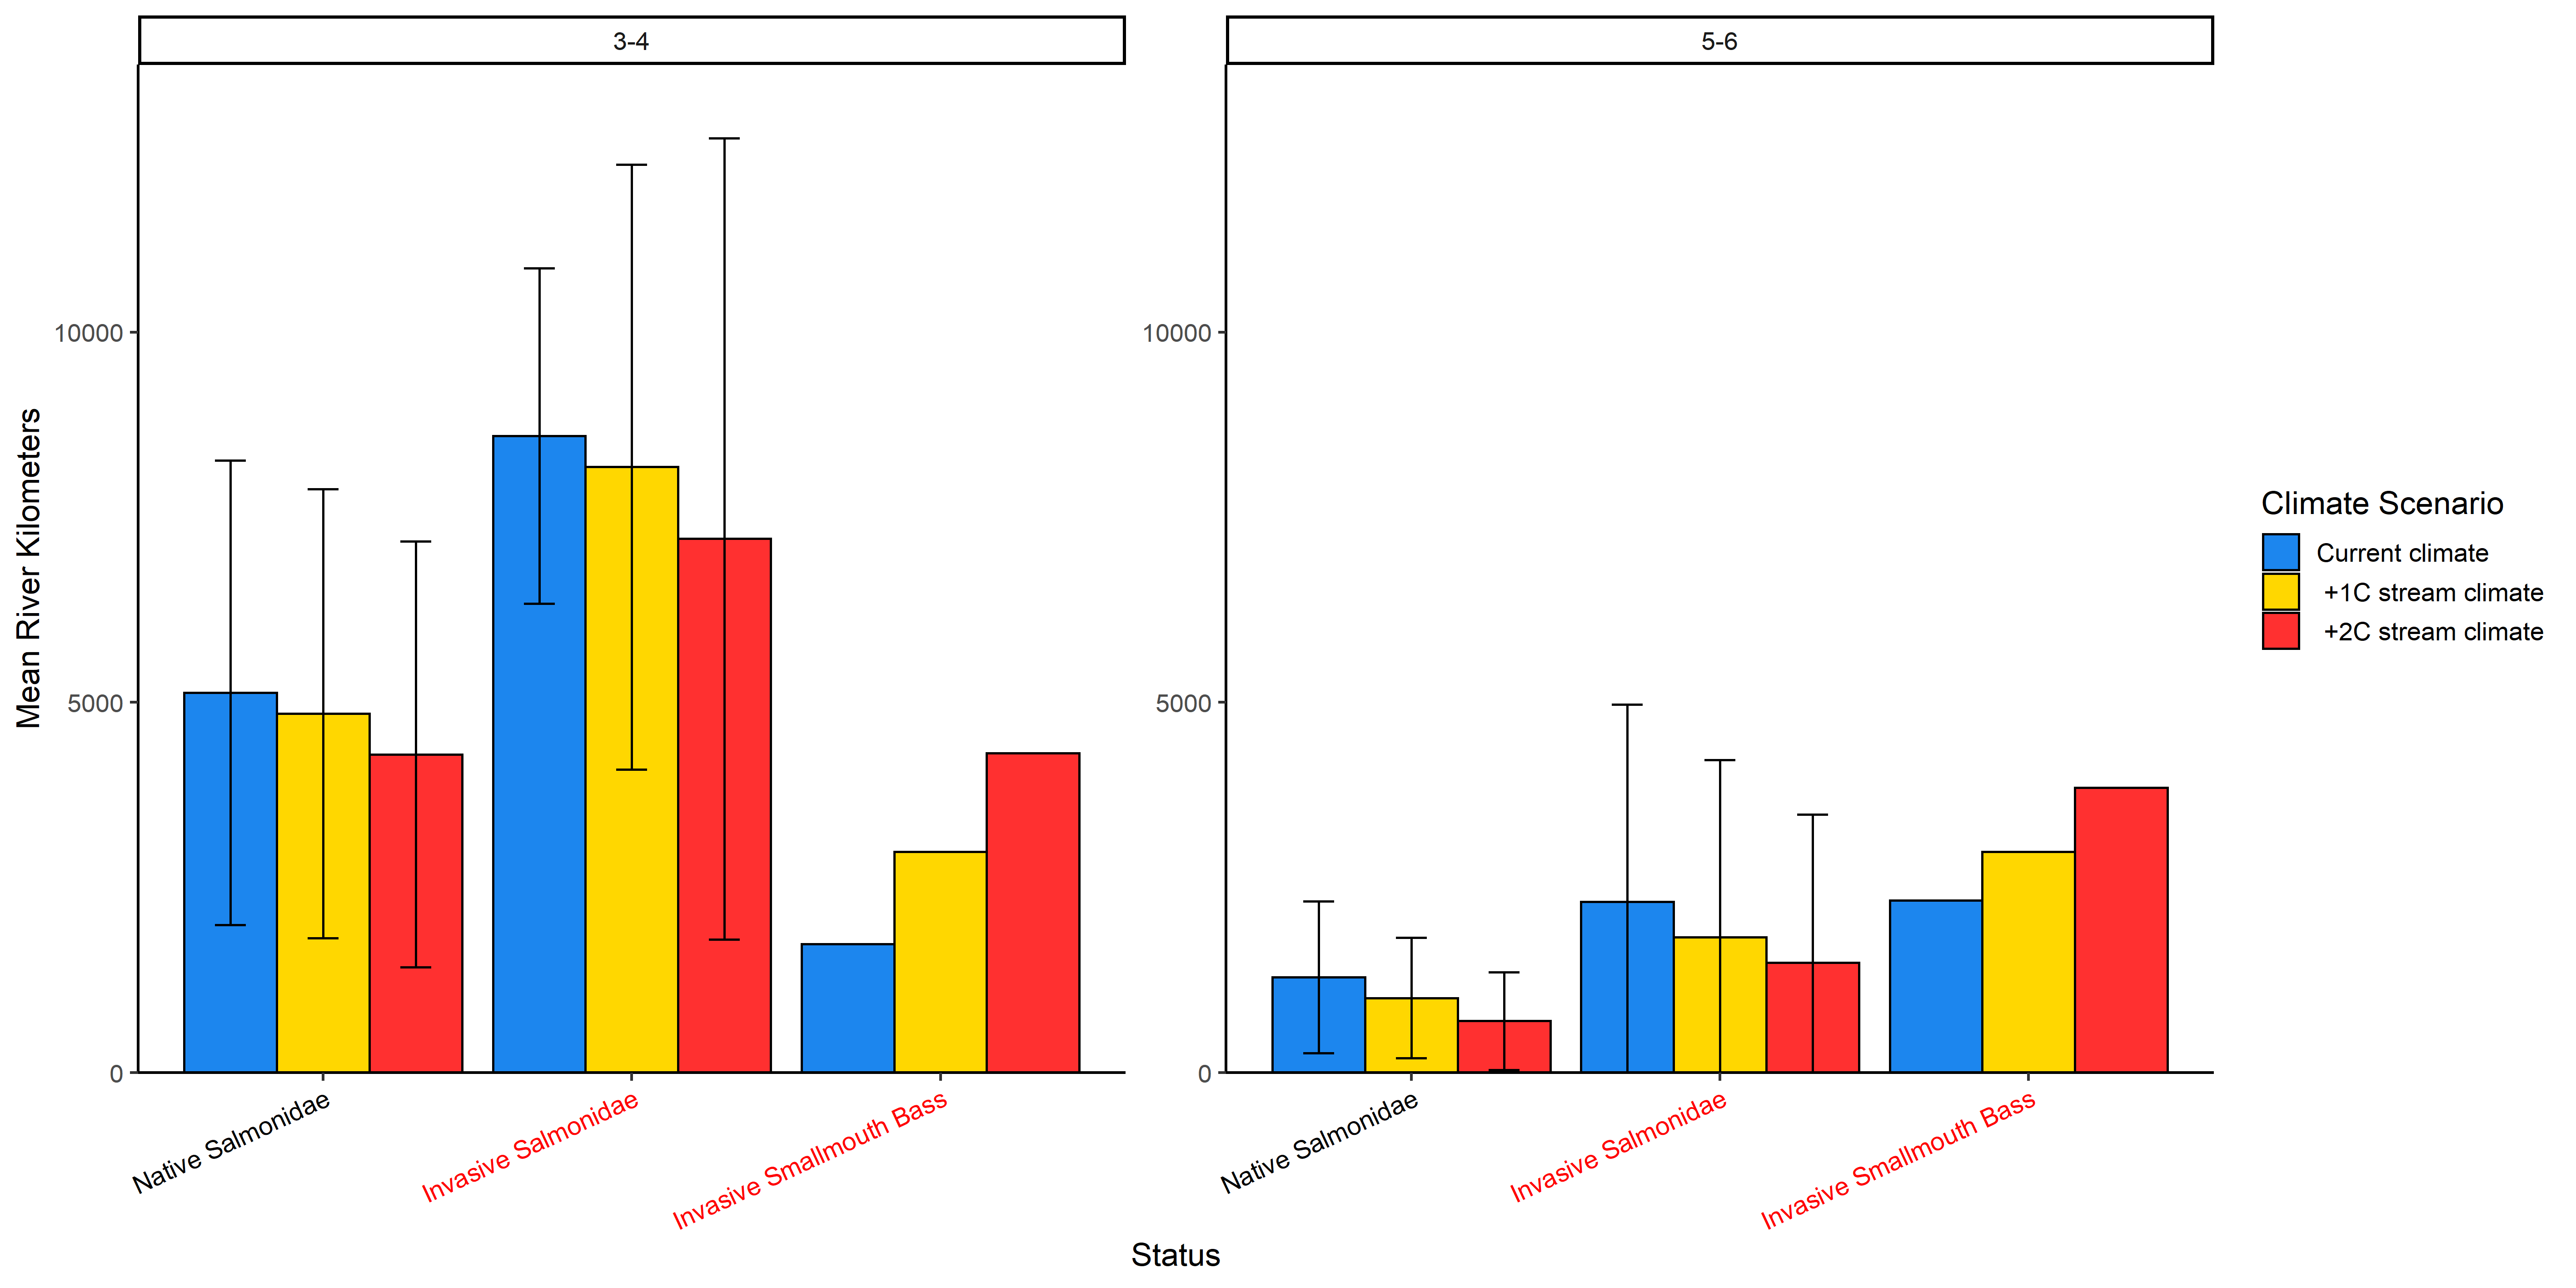 3-4
5-6
Mean River Kilometers
10000
5000
0
10000
5000
0
Native Salmonidae
Invasive Salmonidae
Invasive Smallmouth Bass
Native Salmonidae
Invasive Salmonidae
Invasive Smallmouth Bass
Status
Climate Scenario
Current climate
+1C stream climate
+2C stream climate